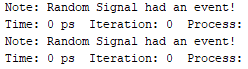 Note: Random Signal had an event!
Time: 0 ps  Iteration: 0  Process:
Note: Random Signal had an event!
Time: 0 ps  Iteration: 0  Process: